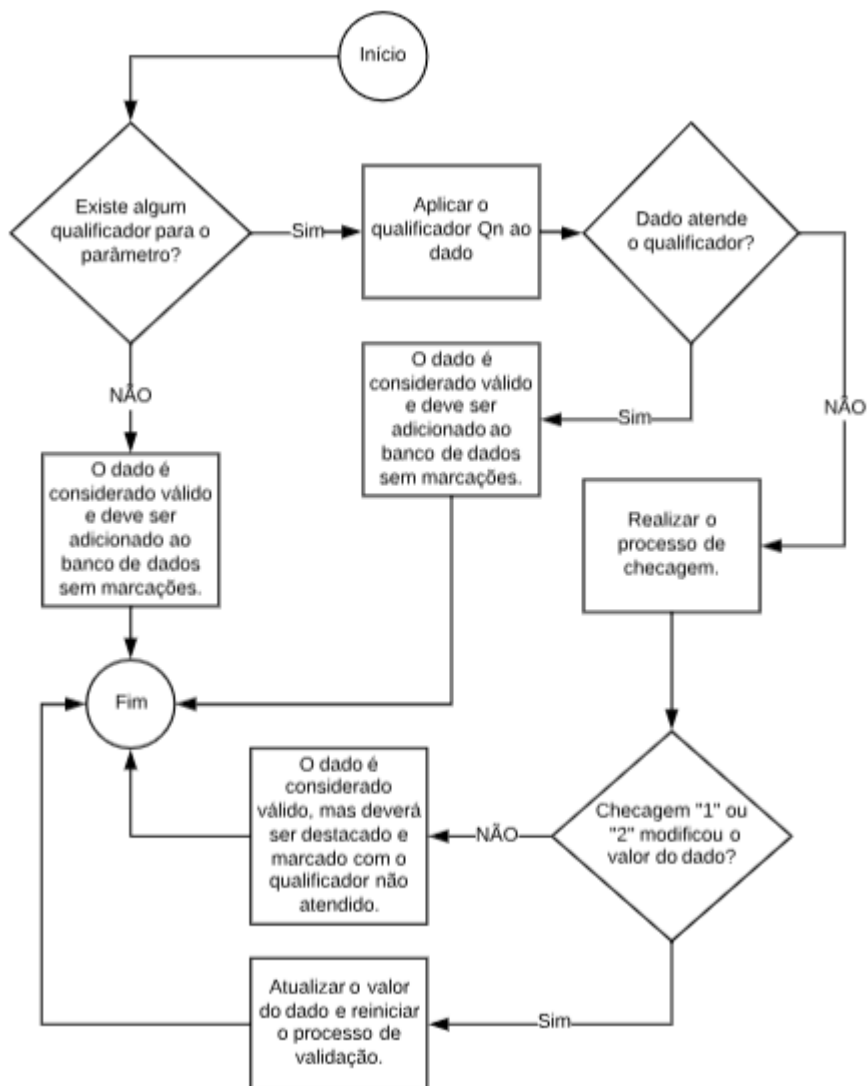 Início
Existe algum
qualificador para o
parâmetro?
Sim
Aplicar o
qualificador Qn ao
dado
Dado atende
o qualificador?
NÃO
O dado é
considerado válido
e deve ser
adicionado ao
banco de dados
sem marcações.
Sim
NÃO
O dado é
considerado válido
e deve ser
adicionado ao
banco de dados
sem marcações.
Realizar o
processo de
checagem.
Fim
O dado é
considerado
válido, mas deverá
ser destacado e
marcado com o
qualificador não
atendido.
NÃO
Checagem "1" ou
"2" modificou o
valor do dado?
Atualizar o valor
do dado e reiniciar
o processo de
validação.
Sim